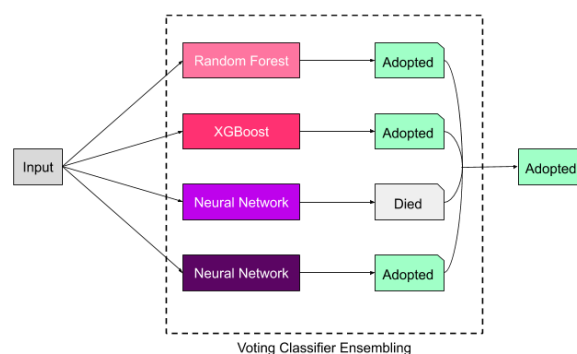 Random Forest
Adopted
XGBoost
Adopted
Input
Adopted
Neural Network
Died
Neural Network
Adopted
Voting Classifier Ensembling